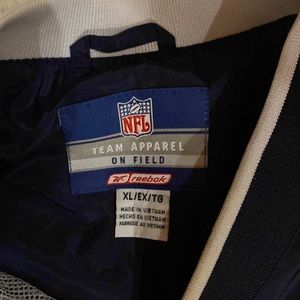 NFL
TEAM APPAREL
ON FIELD
Reebok
XL/EX/TG
MADE IN VIETNAM
HECHO EN VIETNAM
FABRIQUÉ AU VIETNAM